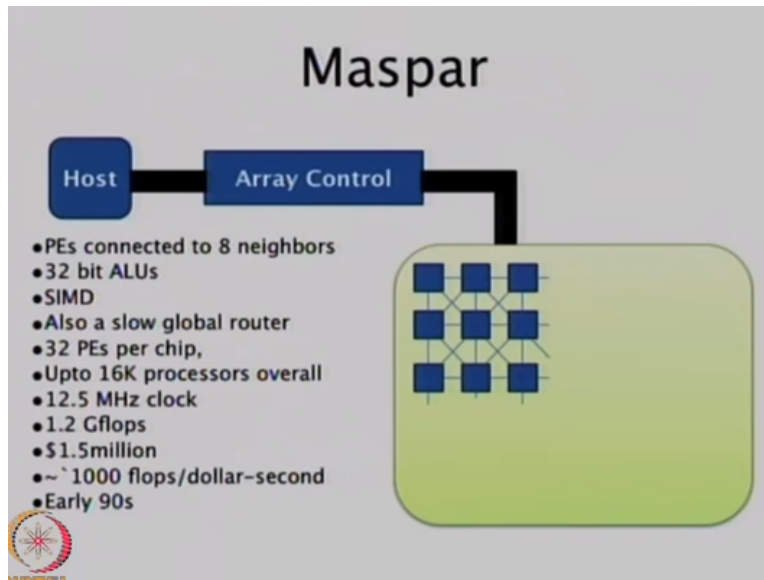 Maspar
Host
Array Control
•PEs connected to 8 neighbors
•32 bit ALUs
•SIMD
•Also a slow global router
•32 PEs per chip,
•Upto 16K processors overall
•12.5 MHz clock
•1.2 Gflops
•$1.5million
•~`1000 flops/dollar-second
•Early 90s